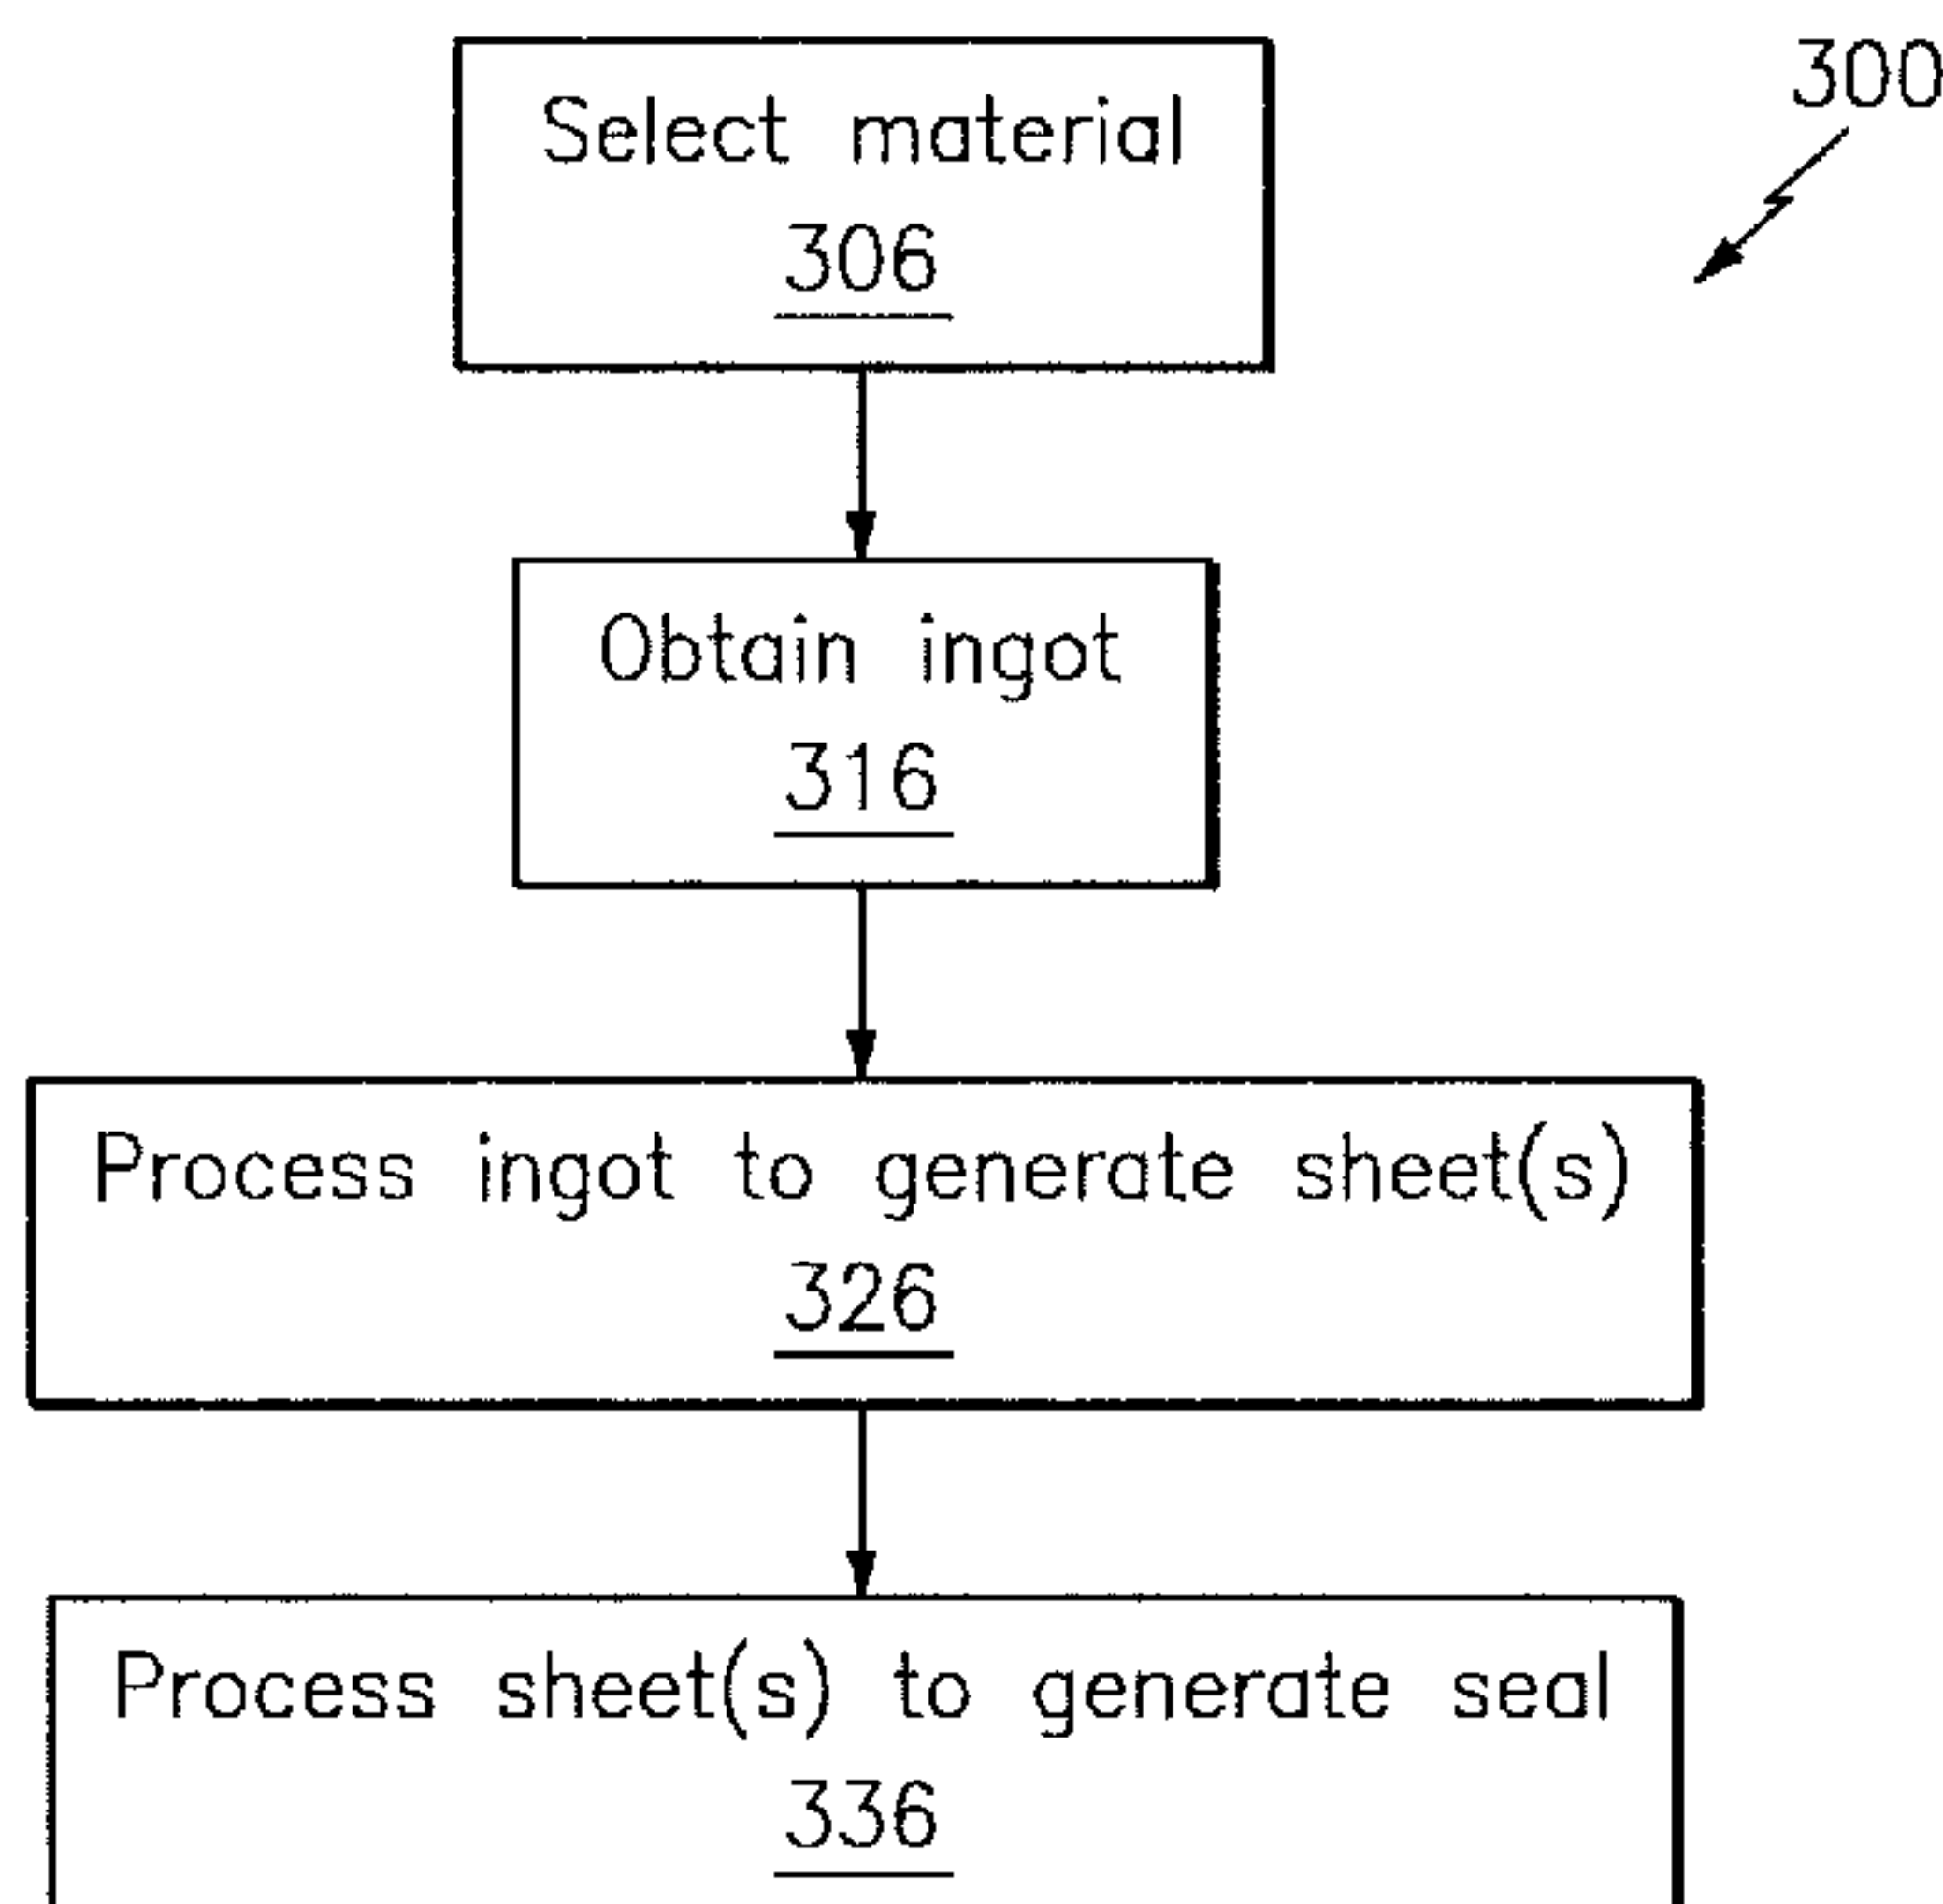 300
Select material
306
Obtain ingot
316
Process ingot to generate sheet(s)
326
Process sheet(s) to generate seal
336